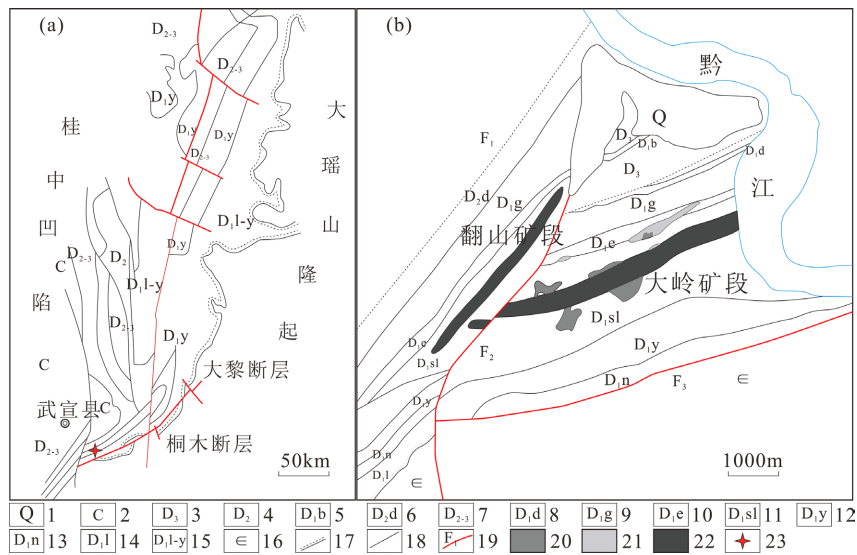 (a)
D₂₋₃
D₂₋₃
D₁y
D₁y
D₁y
D₂₋₃
大瑶山隆起
桂中凹陷
D₁l-y
D₁y
C
D₂₋₃
D₂
D₁l-y
D₂₋₃
D₁y
C
C
大黎断层
武宣县
桐木断层
D₂₋₃
50km
(b)
黔江
Q
F₁
D₂
D₁b
D₁d
D₃
D₂d
D₁g
D₁g
翻山矿段
D₁e
大岭矿段
D₁sl
D₁e
D₁sl
F₂
D₁y
D₁n
F₃
∈
D₁y
D₁n
D₁l
∈
1000m
Q 1 C 2 D₃ 3 D₂ 4 D₁b 5 D₂d 6 D₂₋₃ 7 D₁d 8 D₁g 9 D₁e 10 D₁sl 11 D₁y 12
D₁n 13 D₁l 14 D₁l-y 15 ∈ 16 17 18 F₁ 19 20 21 22 23